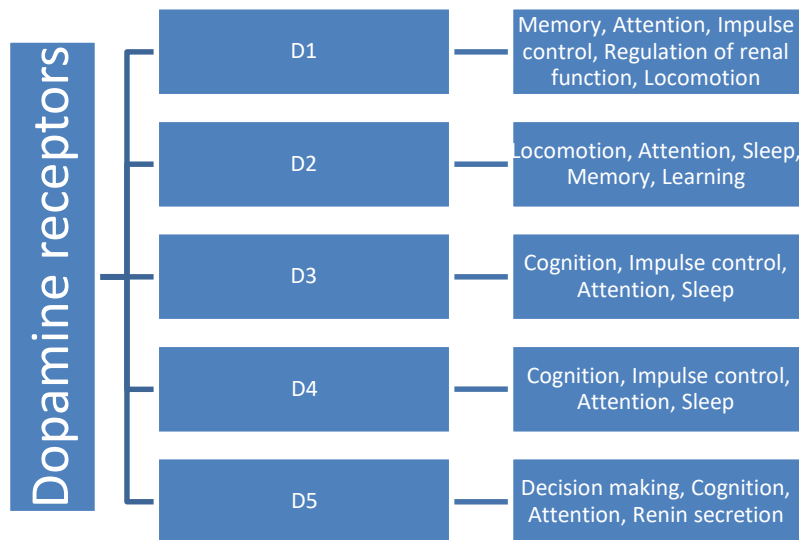 Dopamine receptors
D1
Memory, Attention, Impulse
control, Regulation of renal
function, Locomotion
D2
Locomotion, Attention, Sleep,
Memory, Learning
D3
Cognition, Impulse control,
Attention, Sleep
D4
Cognition, Impulse control,
Attention, Sleep
D5
Decision making, Cognition,
Attention, Renin secretion